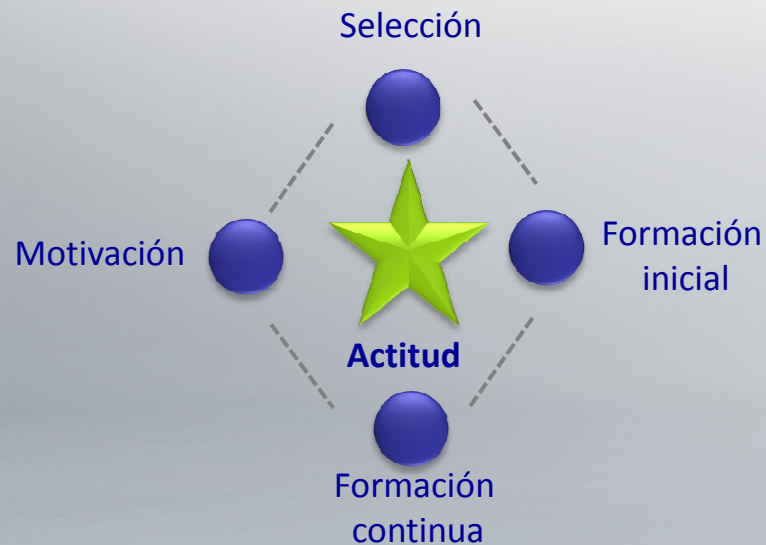 Selección
Motivación
Formación
inicial
Actitud
Formación
continua